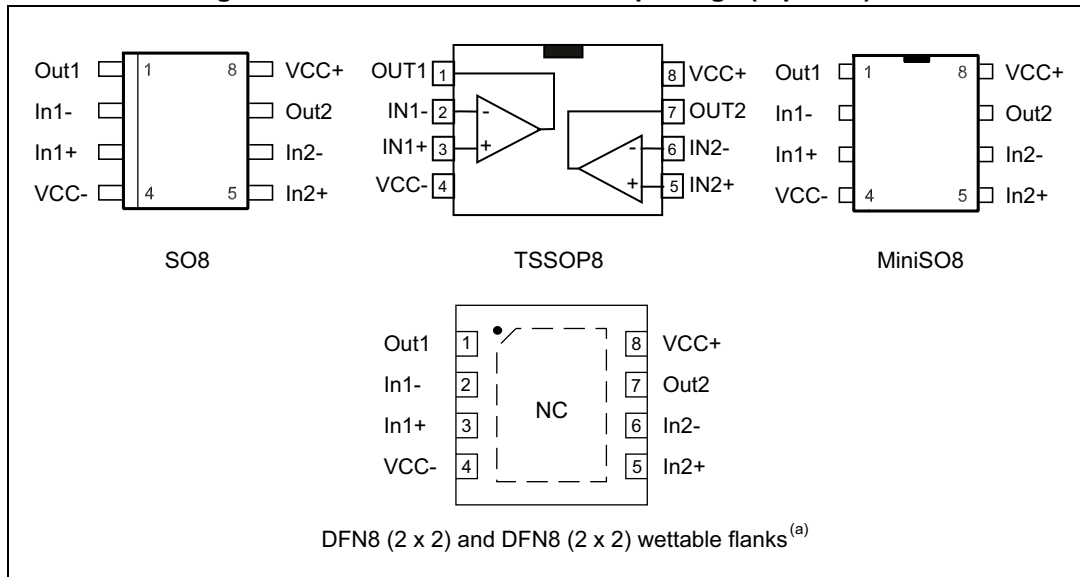 Out1 1 8 VCC+
In1- Out2
In1+ In2-
VCC- 4 5 In2+
SO8
OUT1 1 8 VCC+
IN1- 2 - 7 OUT2
IN1+ 3 + - 6 IN2-
VCC- 4 + 5 IN2+
TSSOP8
Out1 1 8 VCC+
In1- Out2
In1+ In2-
VCC- 4 5 In2+
MiniSO8
Out1 1 8 VCC+
In1- 2 7 Out2
In1+ 3 NC 6 In2-
VCC- 4 5 In2+
DFN8 (2 x 2) and DFN8 (2 x 2) wettable flanks(a)